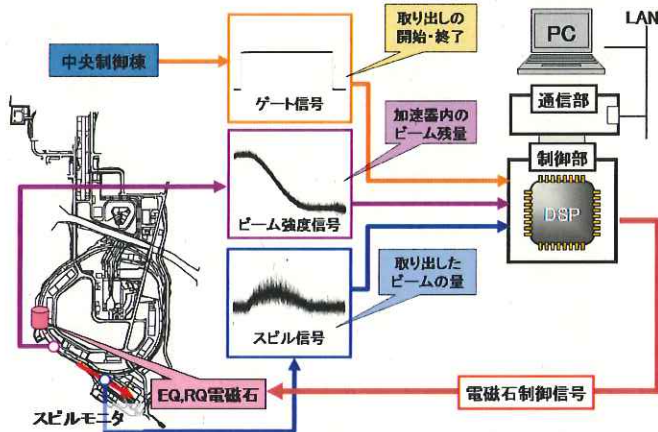 取り出しの
開始・終了
LAN
PC
中央制御棟
ゲート信号
通信部
加速器内の
ビーム残量
制御部
DSP
ビーム強度信号
取り出した
ビームの量
スピル信号
EQ,RQ電磁石
電磁石制御信号
スピルモニタ